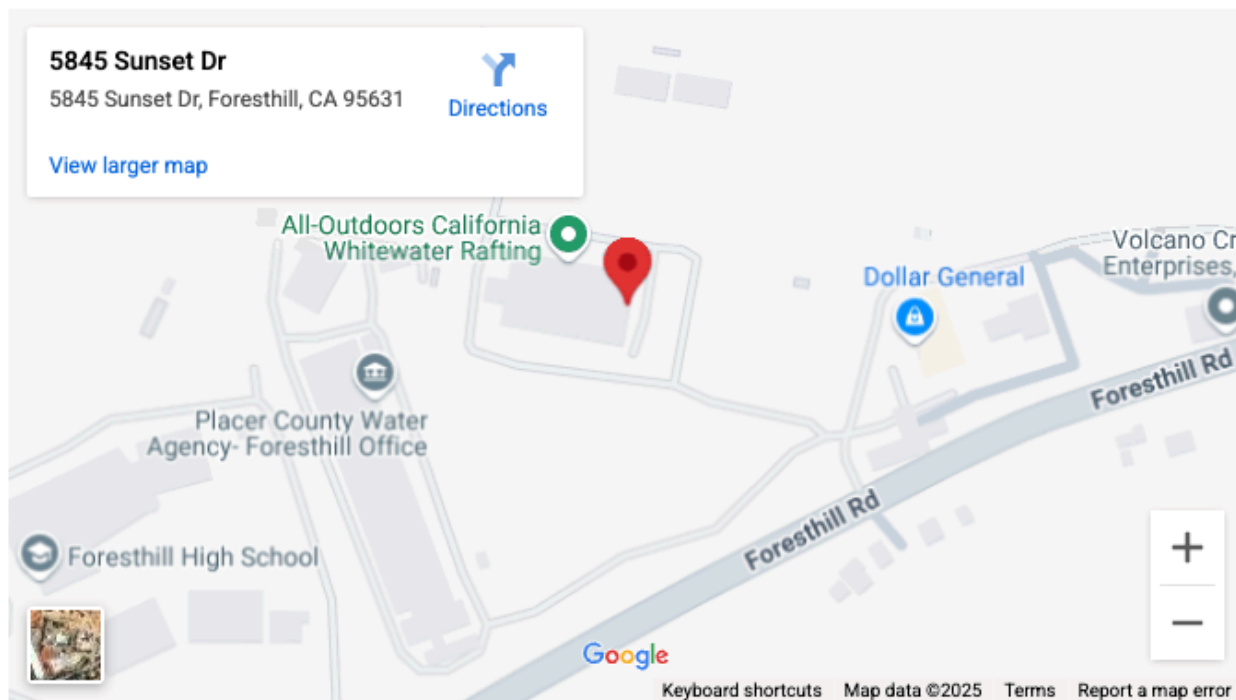 5845 Sunset Dr
5845 Sunset Dr, Foresthill, CA 95631
Directions
View larger map
All-Outdoors California
Whitewater Rafting
Volcano Cr
Enterprises,
Dollar General
Foresthill Rd
Placer County Water
Agency- Foresthill Office
Foresthill Rd
Foresthill High School
Google
Keyboard shortcuts
Map data ©2025
Terms
Report a map error